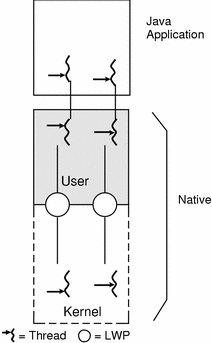 Java
Application
User
Native
Kernel
= Thread = LWP